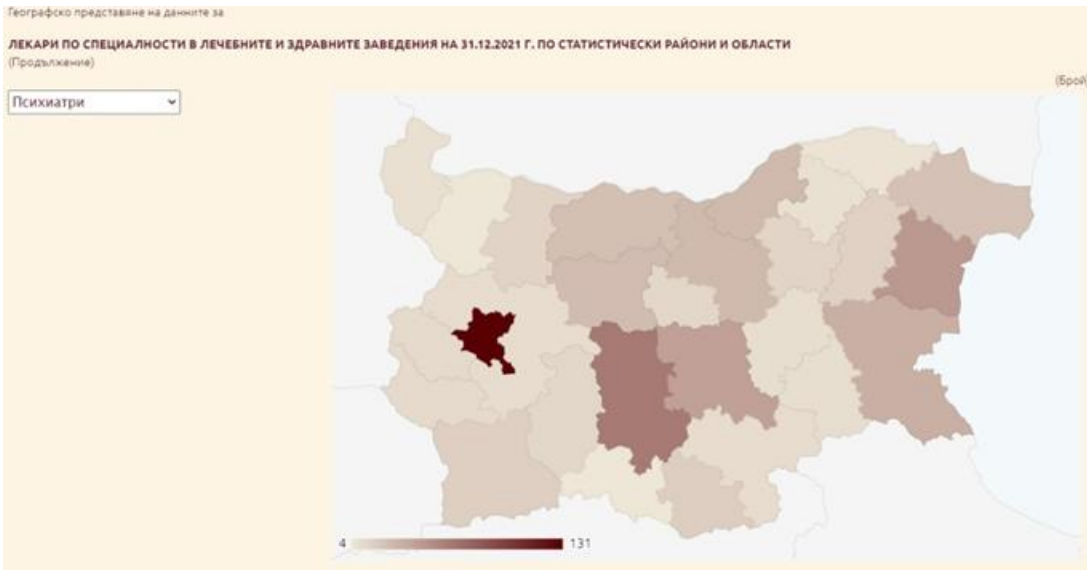 Географско представяне на данните за
ЛЕКАРИ ПО СПЕЦИАЛНОСТИ В ЛЕЧЕБНИТЕ И ЗДРАВНИТЕ ЗАВЕДЕНИЯ НА 31.12.2021 Г. ПО СТАТИСТИЧЕСКИ РАЙОНИ И ОБЛАСТИ
(Продължение)
(Брой)
Психиатри
4 131